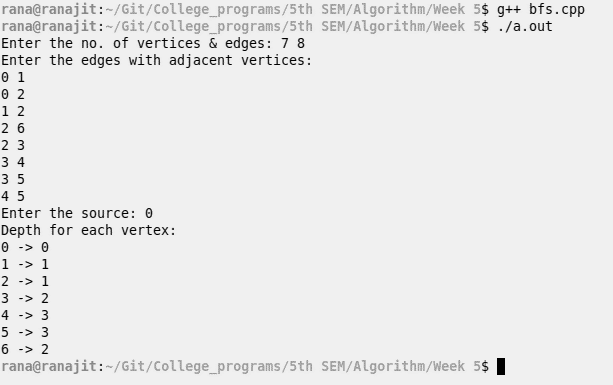 rana@ranajit:~/Git/College_programs/5th SEM/Algorithm/Week 5$ g++ bfs.cpp
rana@ranajit:~/Git/College_programs/5th SEM/Algorithm/Week 5$ ./a.out
Enter the no. of vertices & edges: 7 8
Enter the edges with adjacent vertices:
0 1
0 2
1 2
2 6
2 3
3 4
3 5
4 5
Enter the source: 0
Depth for each vertex:
0 -> 0
1 -> 1
2 -> 1
3 -> 2
4 -> 3
5 -> 3
6 -> 2
rana@ranajit:~/Git/College_programs/5th SEM/Algorithm/Week 5$